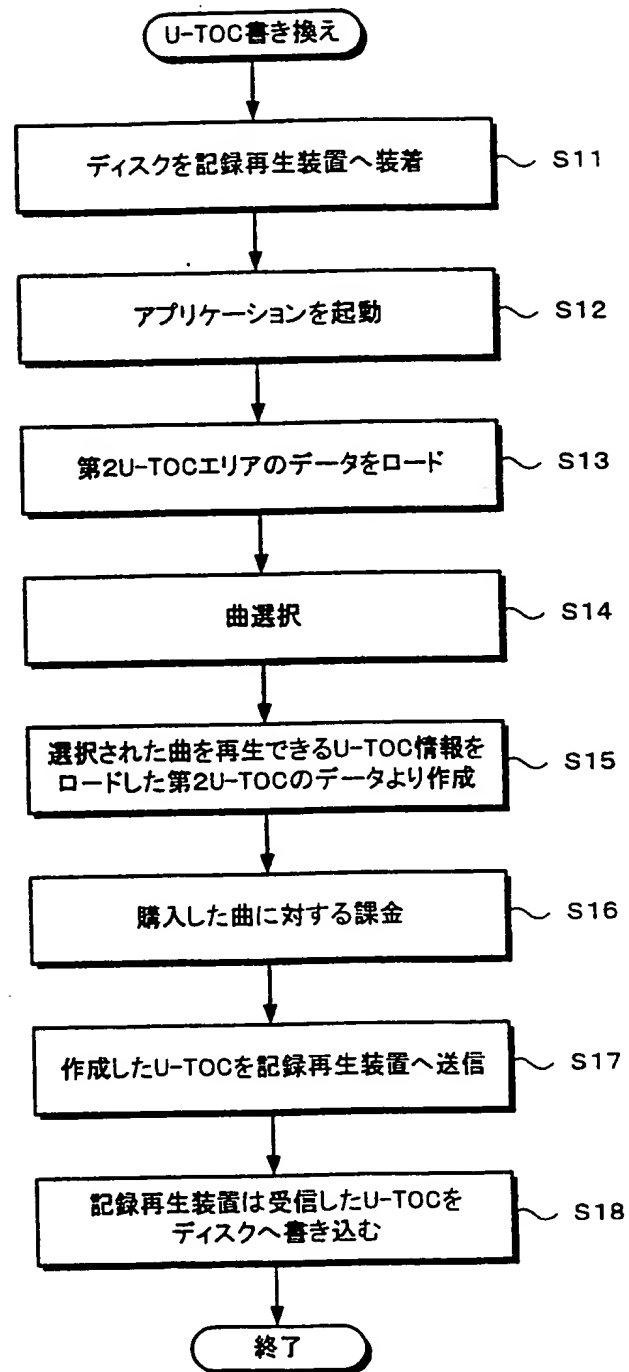 U-TOC書き換え
ディスクを記録再生装置へ装着
S11
アプリケーションを起動
S12
第2U-TOCエリアのデータをロード
S13
曲選択
S14
選択された曲を再生できるU-TOC情報を
ロードした第2U-TOCのデータより作成
S15
購入した曲に対する課金
S16
作成したU-TOCを記録再生装置へ送信
S17
記録再生装置は受信したU-TOCを
ディスクへ書き込む
S18
終了